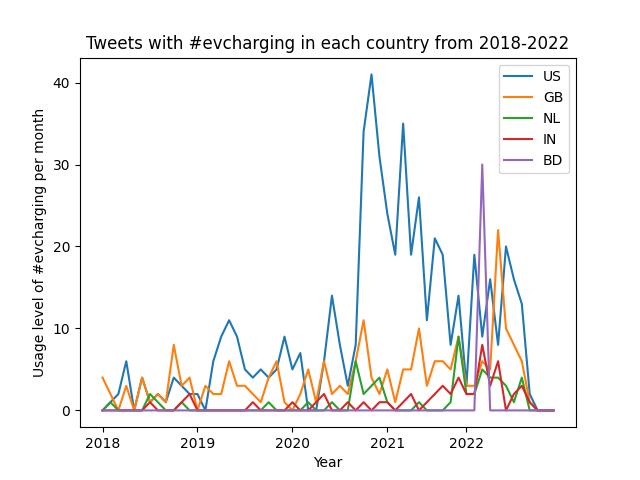 Tweets with #evcharging in each country from 2018-2022
Usage level of #evcharging per month
40
30
20
10
0
2018 2019 2020 2021 2022
Year
US
GB
NL
IN
BD